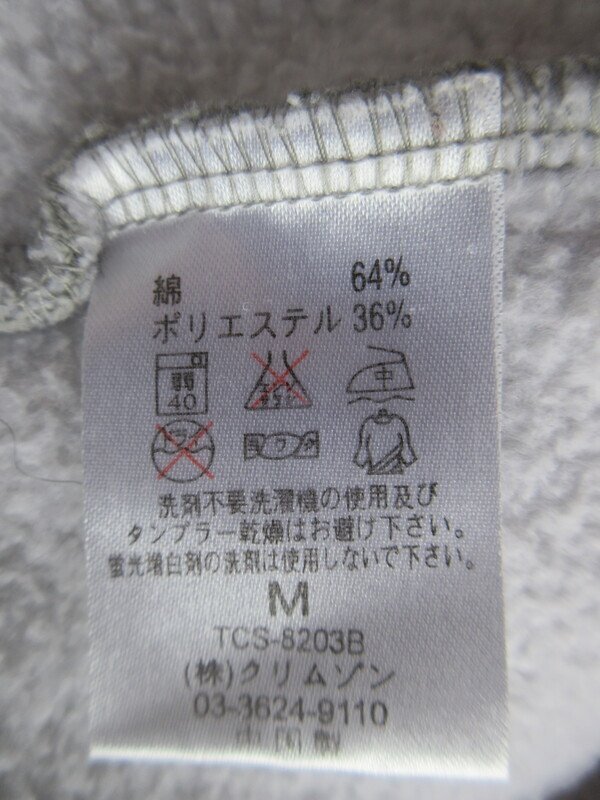 綿 64%
ポリエステル 36%
弱
40
中
洗剤不要洗濯機の使用及び
タンブラー乾燥はお避け下さい。
蛍光増白剤の洗剤は使用しないで下さい。
M
TCS-8203B
(株)クリムゾン
03-3624-9110
中国製